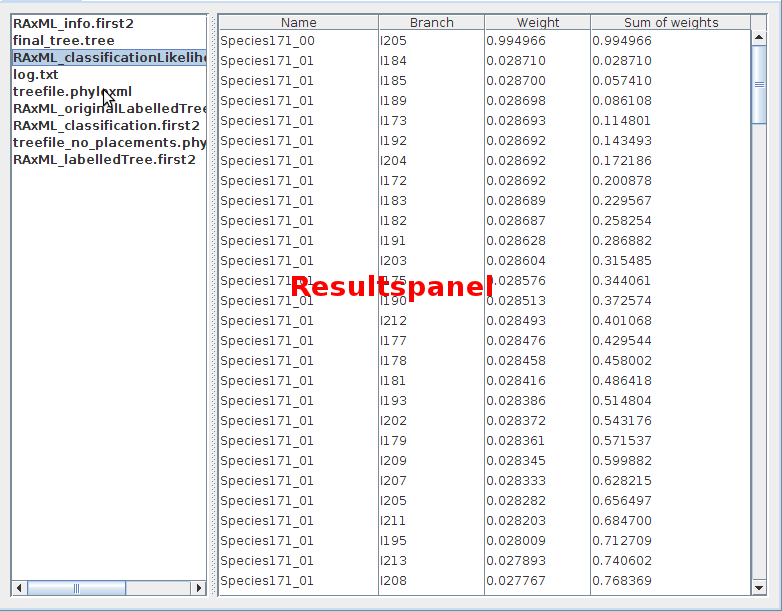 RAxML_info.first2
final_tree.tree
RAxML_classificationLikeliho
log.txt
treefile.phyloxml
RAxML_originalLabelledTree
RAxML_classification.first2
treefile_no_placements.phy
RAxML_labelledTree.first2
Name Branch Weight Sum of weights
Species171_00 I205 0.994966 0.994966
Species171_01 I184 0.028710 0.028710
Species171_01 I185 0.028700 0.057410
Species171_01 I189 0.028698 0.086108
Species171_01 I173 0.028693 0.114801
Species171_01 I192 0.028692 0.143493
Species171_01 I204 0.028692 0.172186
Species171_01 I172 0.028692 0.200878
Species171_01 I183 0.028689 0.229567
Species171_01 I182 0.028687 0.258254
Species171_01 I191 0.028628 0.286882
Species171_01 I203 0.028604 0.315485
Species171_01 I175 0.028576 0.344061
Resultspanel
Species171_01 I190 0.028513 0.372574
Species171_01 I212 0.028493 0.401068
Species171_01 I177 0.028476 0.429544
Species171_01 I178 0.028458 0.458002
Species171_01 I181 0.028416 0.486418
Species171_01 I193 0.028386 0.514804
Species171_01 I202 0.028372 0.543176
Species171_01 I179 0.028361 0.571537
Species171_01 I209 0.028345 0.599882
Species171_01 I207 0.028333 0.628215
Species171_01 I205 0.028282 0.656497
Species171_01 I211 0.028203 0.684700
Species171_01 I195 0.028009 0.712709
Species171_01 I213 0.027893 0.740602
Species171_01 I208 0.027767 0.768369